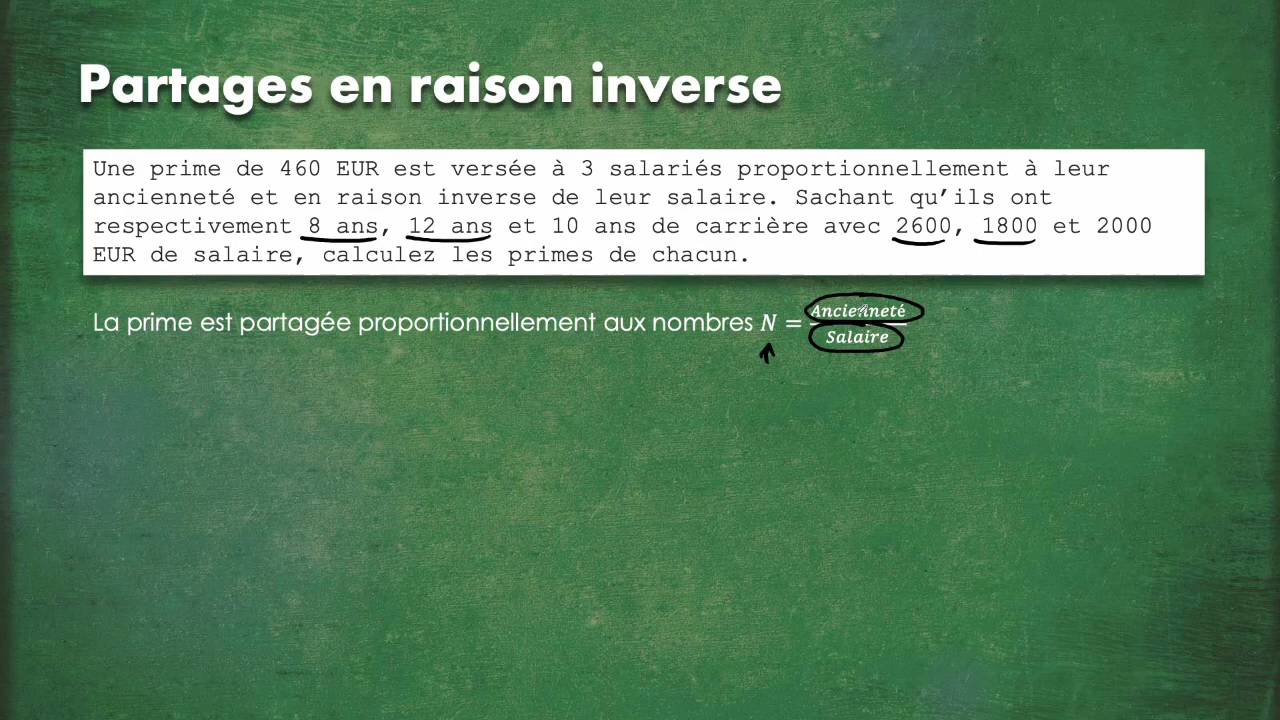 Partages en raison inverse
Une prime de 460 EUR est versée à 3 salariés proportionnellement à leur
ancienneté et en raison inverse de leur salaire. Sachant qu’ils ont
respectivement 8 ans, 12 ans et 10 ans de carrière avec 2600, 1800 et 2000
EUR de salaire, calculez les primes de chacun.
La prime est partagée proportionnellement aux nombres N = Ancienneté / Salaire